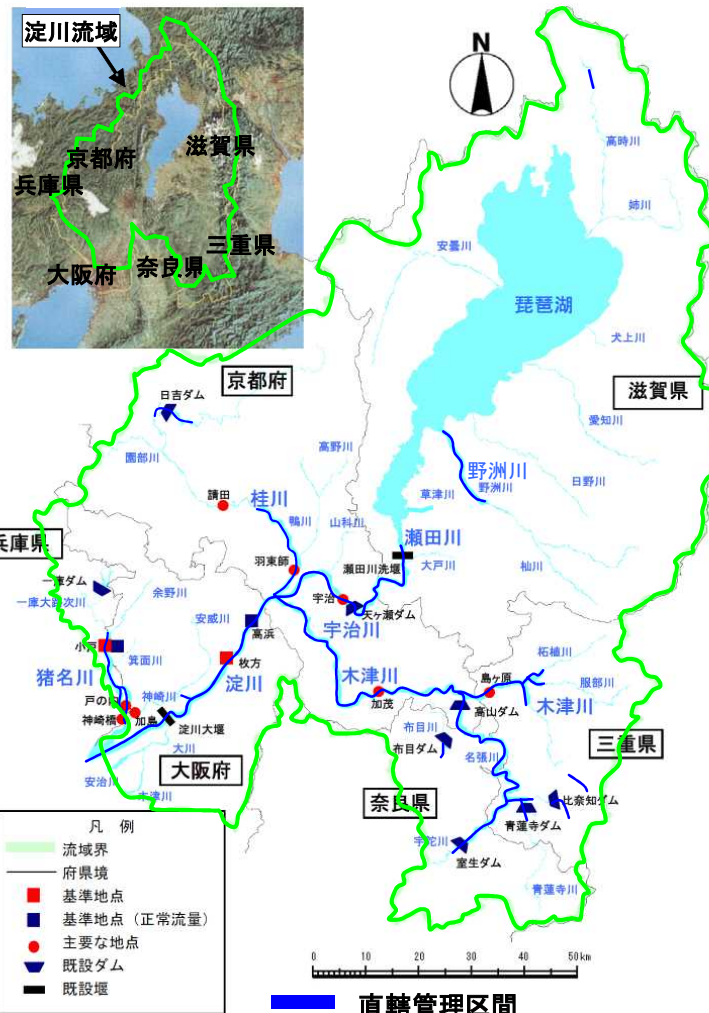 淀川流域
京都府
滋賀県
兵庫県
三重県
奈良県
大阪府
N
高時川
姉川
安曇川
琵琶湖
犬上川
京都府
滋賀県
日吉ダム
愛知川
高野川
園部川
野洲川
日野川
請田
桂川
草津川
野洲川
鴨川
山科川
瀬田川
兵庫県
羽束師
瀬田川洗堰
大戸川
杣川
一庫ダム
余野川
宇治
天ヶ瀬ダム
一庫大路次川
安威川
高浜
宇治川
小戸
箕面川
枚方
木津川
島ヶ原
柘植川
服部川
猪名川
淀川
加茂
高山ダム
木津川
戸の内
神崎川
神崎橋
加島
淀川大堰
布目川
布目ダム
名張川
三重県
大川
大阪府
安治川
木津川
奈良県
比奈知ダム
青蓮寺ダム
宇陀川
室生ダム
青蓮寺川
凡 例
流域界
府県境
基準地点
基準地点（正常流量）
主要な地点
既設ダム
既設堰
0 10 20 30 40 50km
直轄管理区間